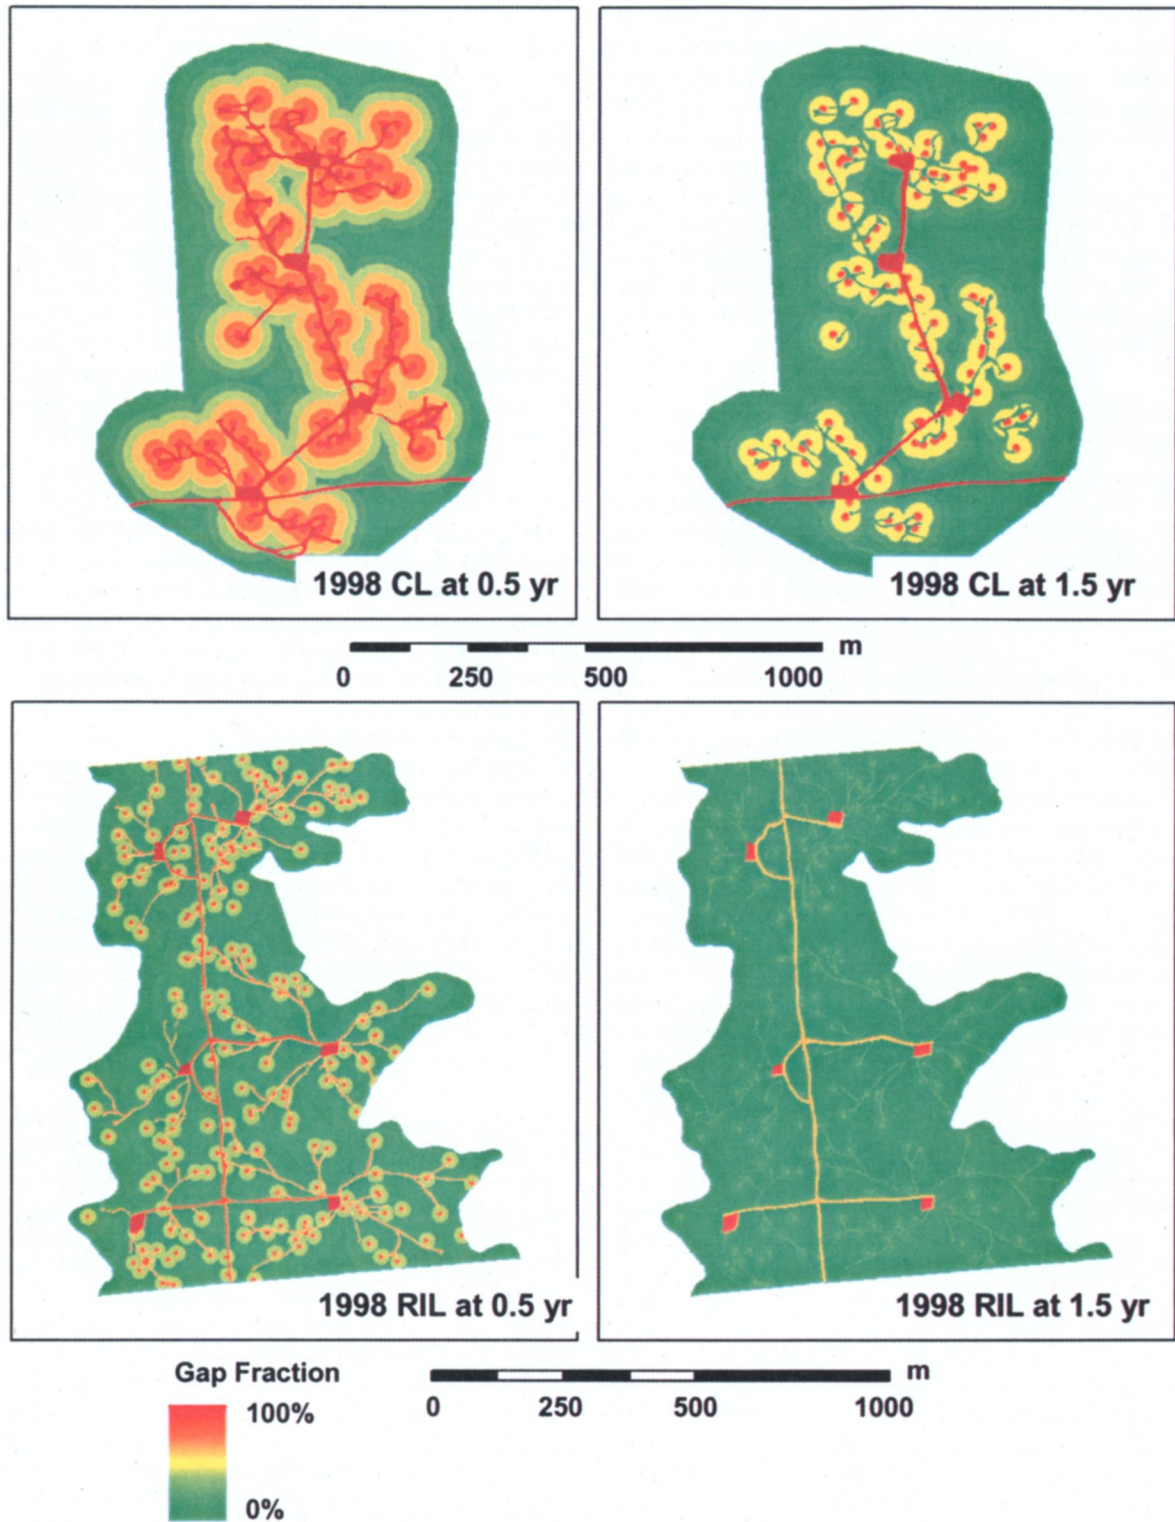 1998 CL at 0.5 yr
1998 CL at 1.5 yr
m
0 250 500 1000
1998 RIL at 0.5 yr
1998 RIL at 1.5 yr
Gap Fraction
100%
0%
m
0 250 500 1000